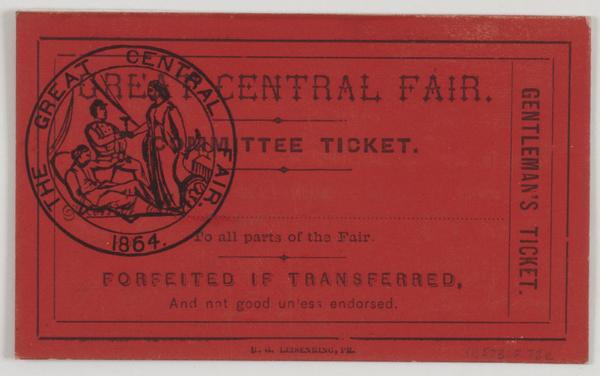 GREAT CENTRAL FAIR.
COMMITTEE TICKET.
To all parts of the Fair.
FORFEITED IF TRANSFERRED,
And not good unless endorsed.
GENTLEMAN'S TICKET.
THE GREAT CENTRAL FAIR.
1864.